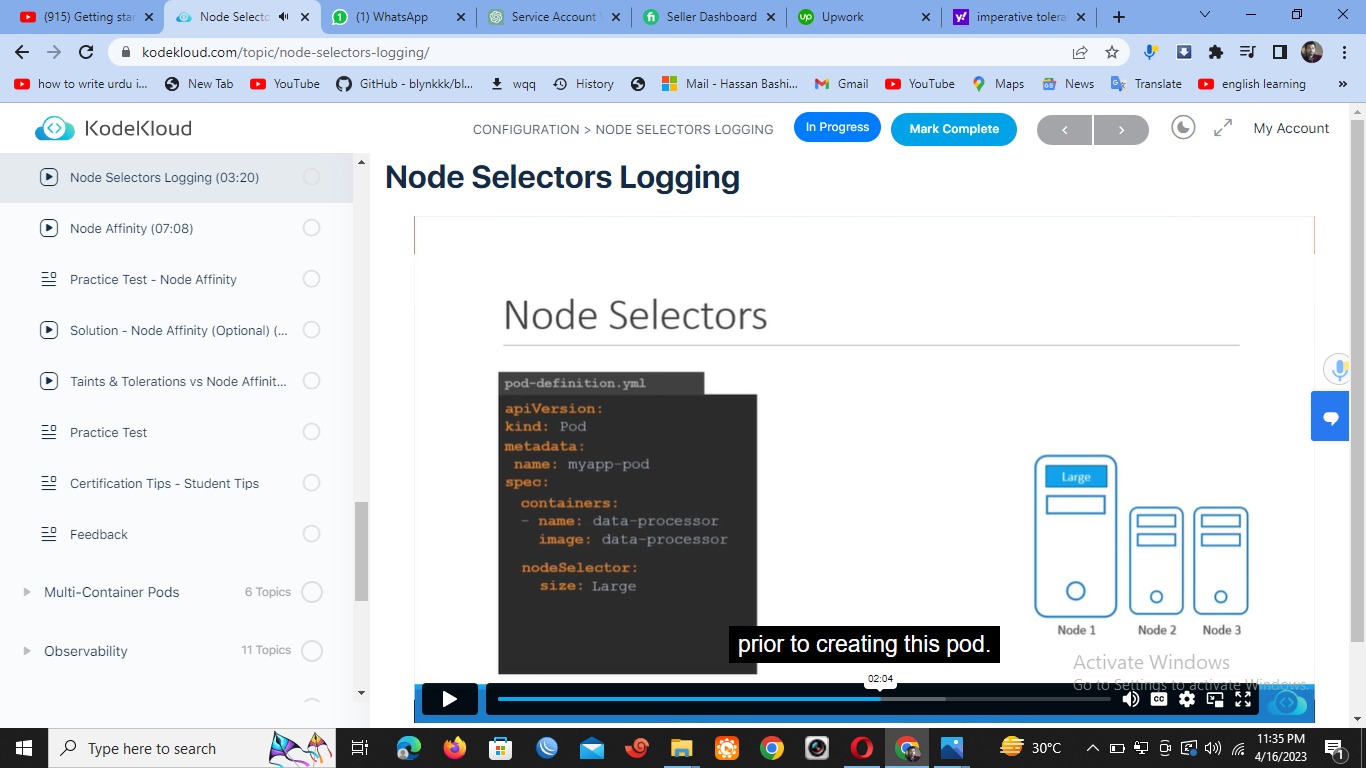 (915) Getting star
Node Selecto
(1) WhatsApp
Service Account
Seller Dashboard
Upwork
imperative tolera
kodekloud.com/topic/node-selectors-logging/
how to write urdu i...
New Tab
YouTube
GitHub - blynkkk/bl...
wqq
History
Mail - Hassan Bashi...
Gmail
YouTube
Maps
News
Translate
english learning
»
KodeKloud
CONFIGURATION > NODE SELECTORS LOGGING
In Progress
Mark Complete
<
>
My Account
Node Selectors Logging (03:20)
Node Affinity (07:08)
Practice Test - Node Affinity
Solution - Node Affinity (Optional) (...
Taints & Tolerations vs Node Affinit...
Practice Test
Certification Tips - Student Tips
Feedback
Multi-Container Pods
6 Topics
Observability
11 Topics
Node Selectors Logging
Node Selectors
pod-definition.yml
apiVersion:
kind: Pod
metadata:
name: myapp-pod
spec:
containers:
- name: data-processor
image: data-processor
nodeSelector:
size: Large
Large
Node 1
Node 2
Node 3
prior to creating this pod.
Activate Windows
Go to Settings to activate Windows.
02:04
CC
Type here to search
30°C
11:35 PM
4/16/2023
1